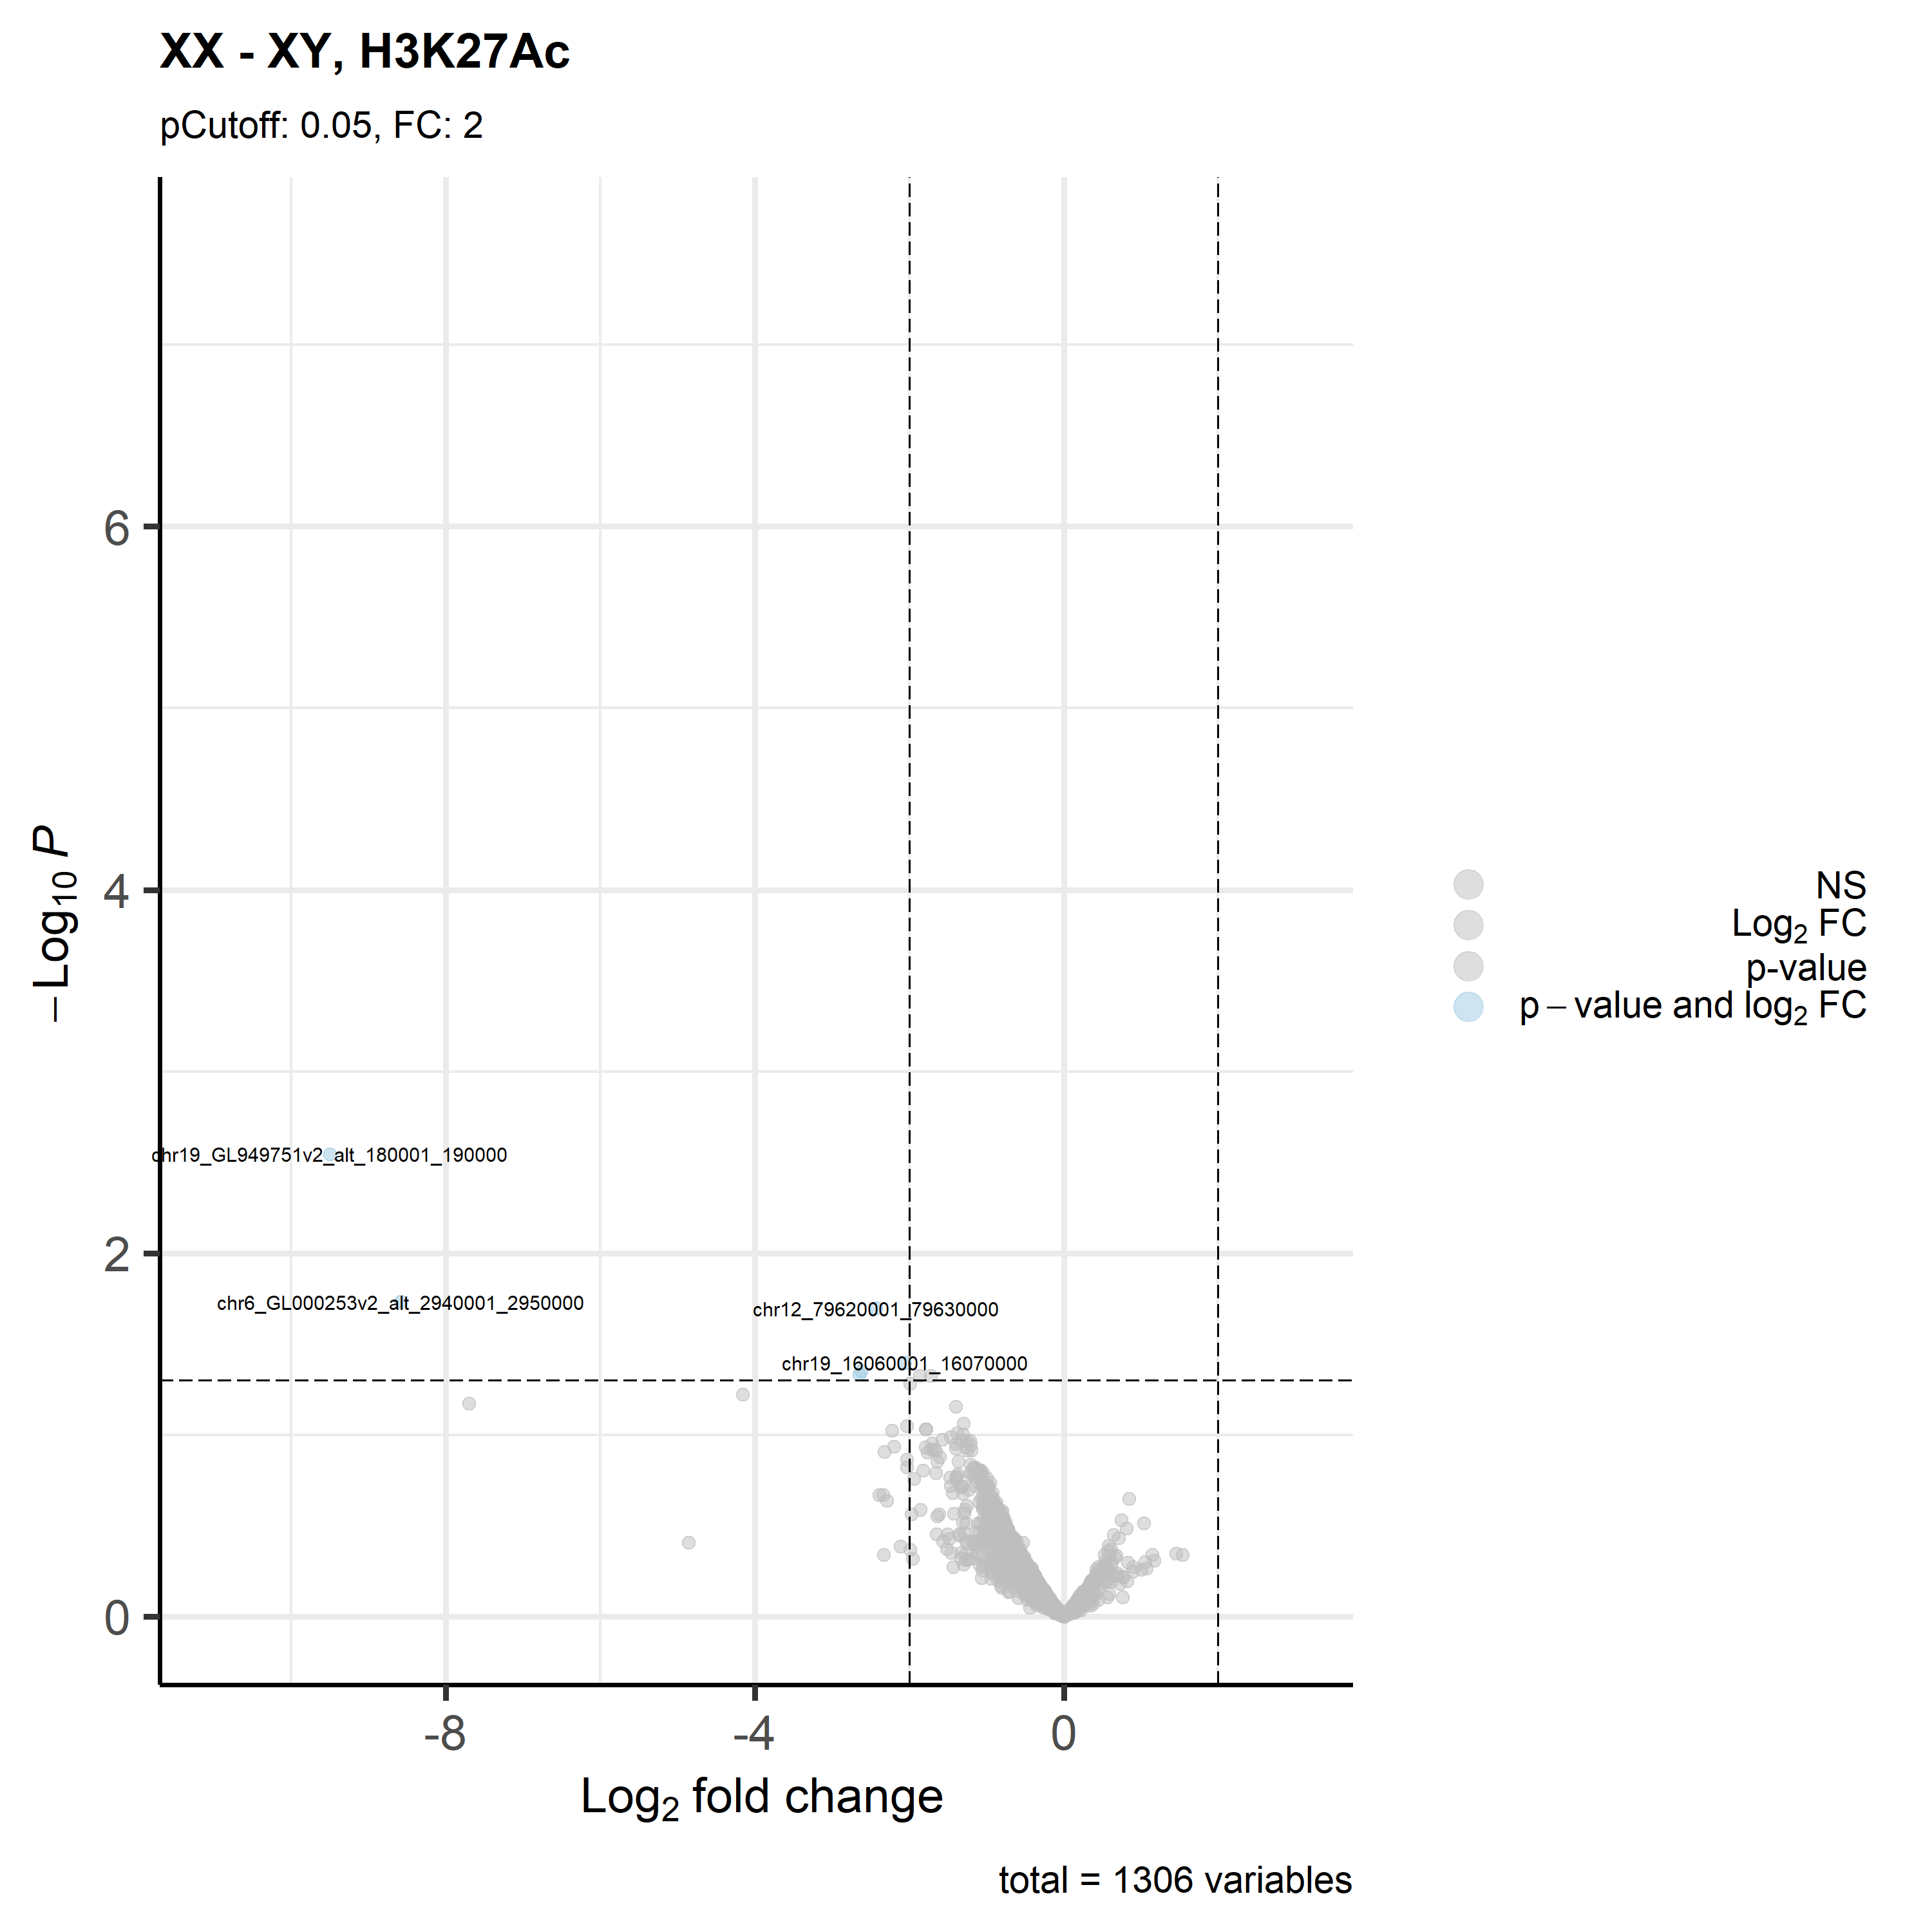 XX - XY, H3K27Ac
pCutoff: 0.05, FC: 2
−Log₁₀ P
6
4
2
0
chr19_GL949751v2_alt_180001_190000
chr6_GL000253v2_alt_2940001_2950000
chr12_79620001_79630000
chr19_16060001_16070000
-8
-4
0
Log₂ fold change
total = 1306 variables
NS
Log₂ FC
p-value
p − value and log₂ FC